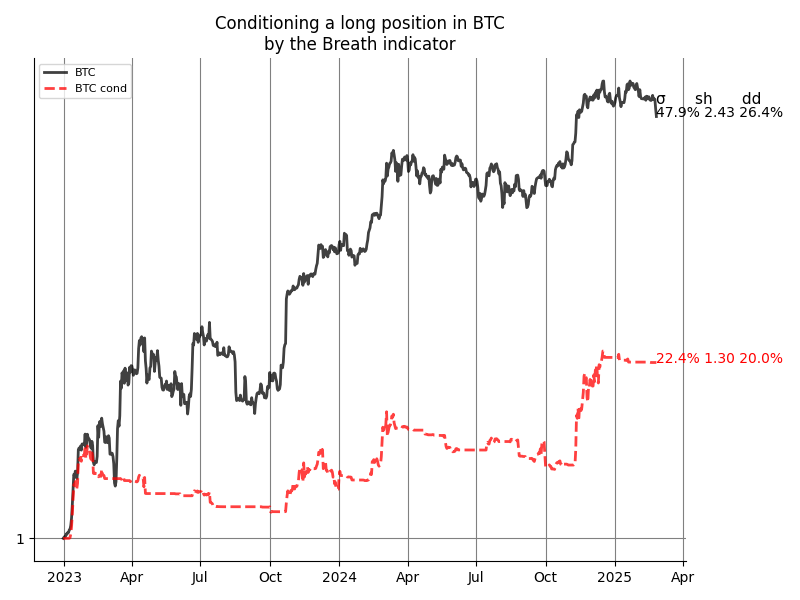 Conditioning a long position in BTC
by the Breath indicator
BTC
BTC cond
σ sh dd
47.9% 2.43 26.4%
22.4% 1.30 20.0%
1
2023 Apr Jul Oct 2024 Apr Jul Oct 2025 Apr